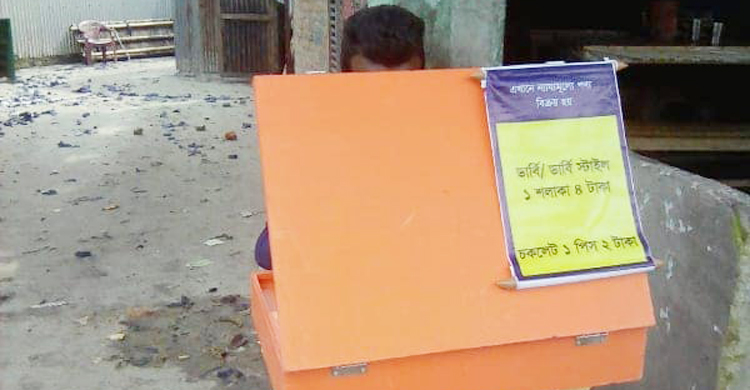 এখানে ন্যায্যমূল্যে পণ্য
বিক্রয় হয়
ডার্বি/ ডার্বি স্টাইল
১ শলাকা ৪ টাকা
চকলেট ১ পিস ২ টাকা